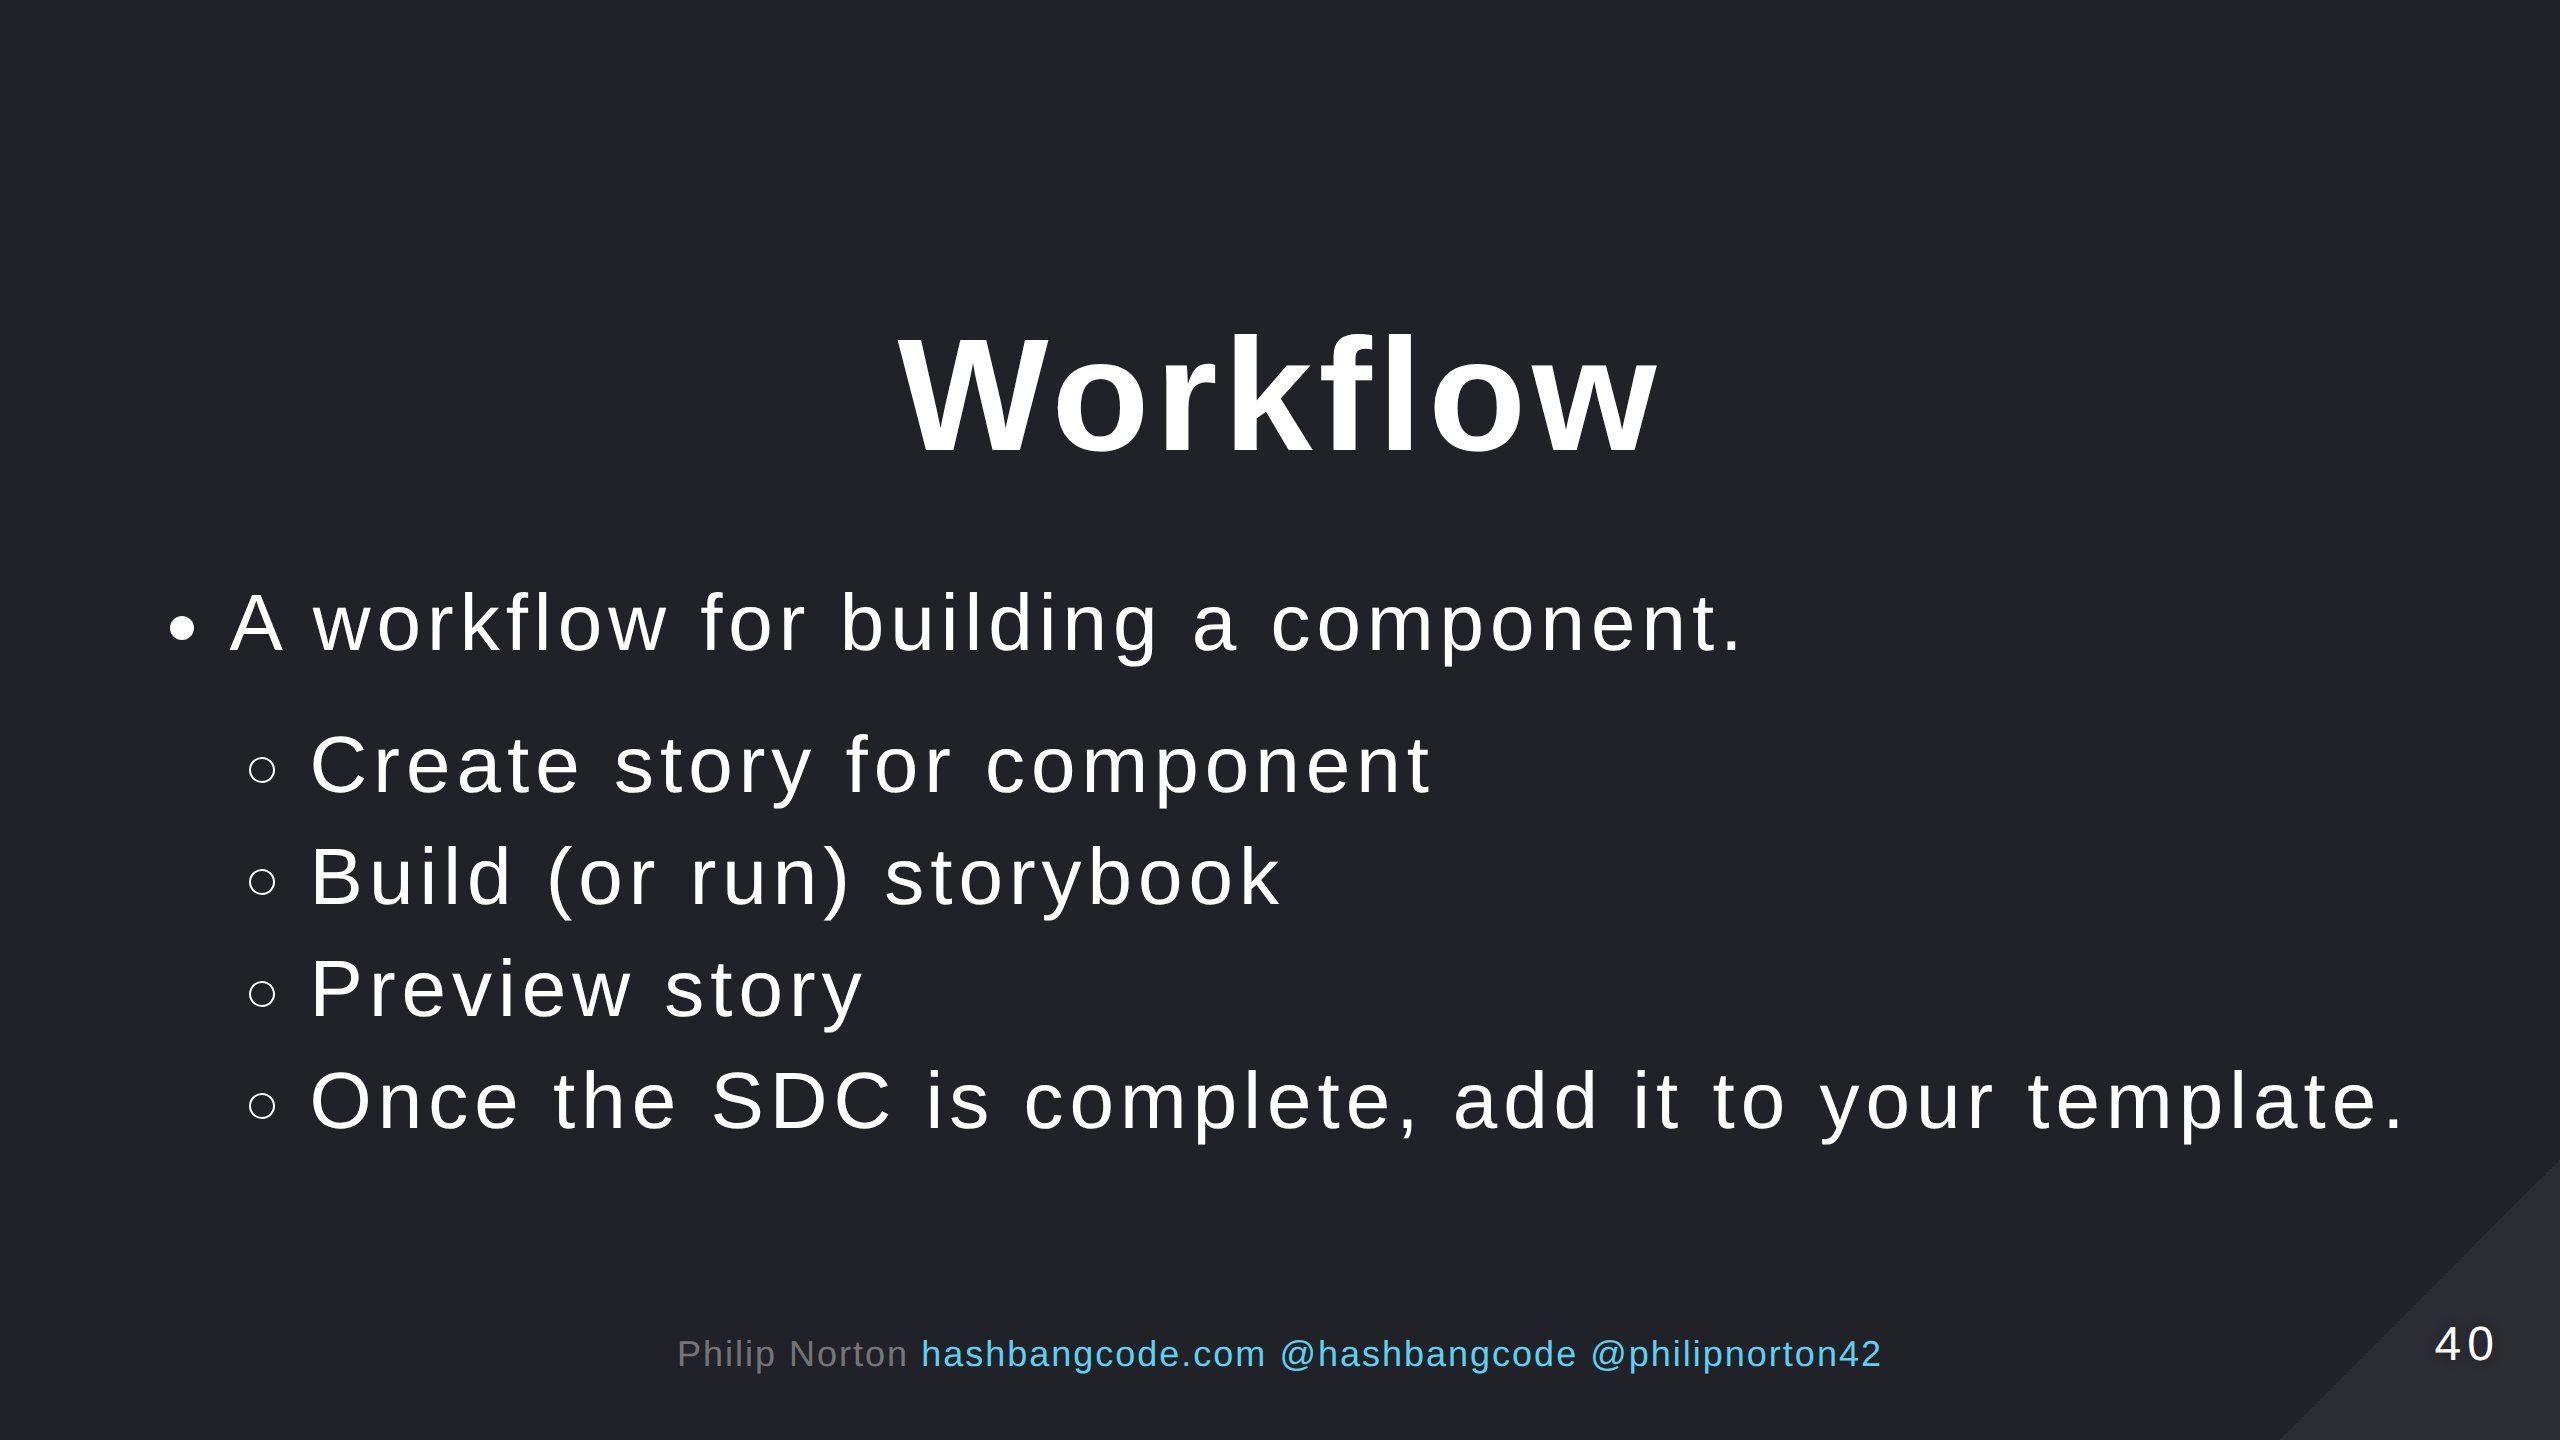 Workflow
A workflow for building a component.
Create story for component
Build (or run) storybook
Preview story
Once the SDC is complete, add it to your template.
Philip Norton hashbangcode.com @hashbangcode @philipnorton42
40